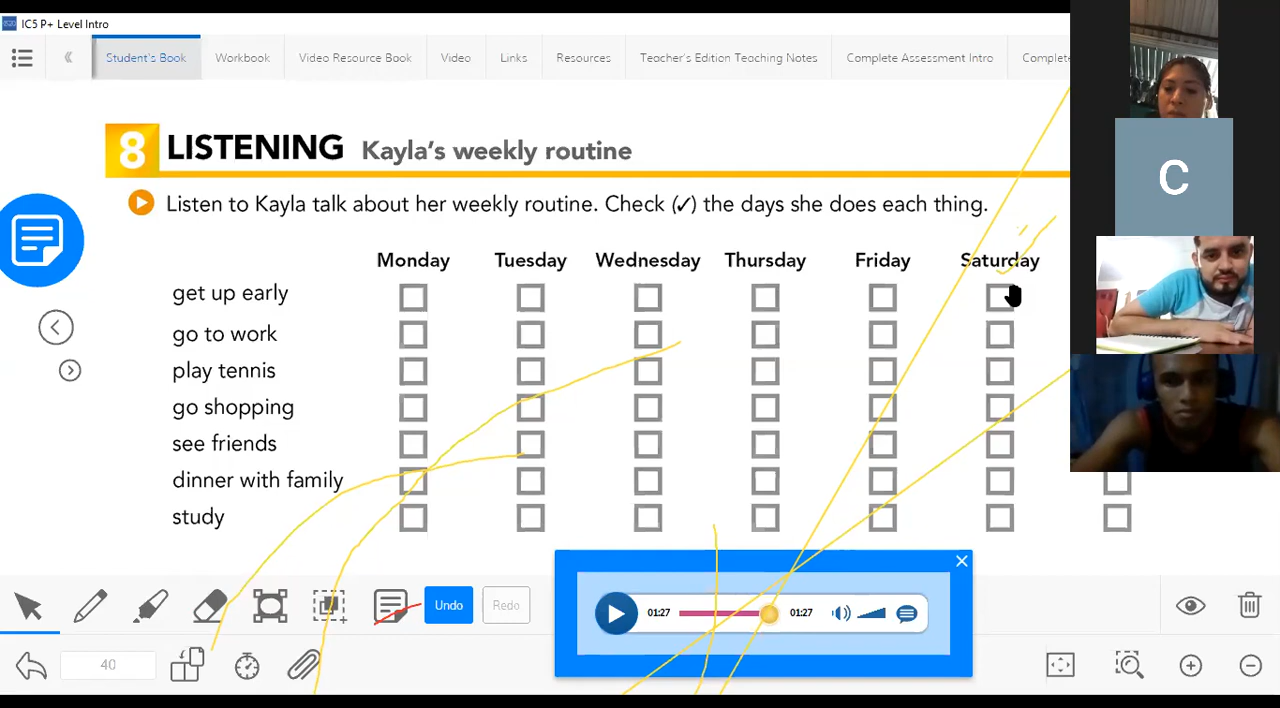 IC5 P+ Level Intro
Student's Book Workbook Video Resource Book Video Links Resources Teacher's Edition Teaching Notes Complete Assessment Intro Complete
8 LISTENING Kayla's weekly routine
Listen to Kayla talk about her weekly routine. Check (✓) the days she does each thing.
Monday Tuesday Wednesday Thursday Friday Saturday
get up early
go to work
play tennis
go shopping
see friends
dinner with family
study
Undo Redo
01:27 01:27
40
C